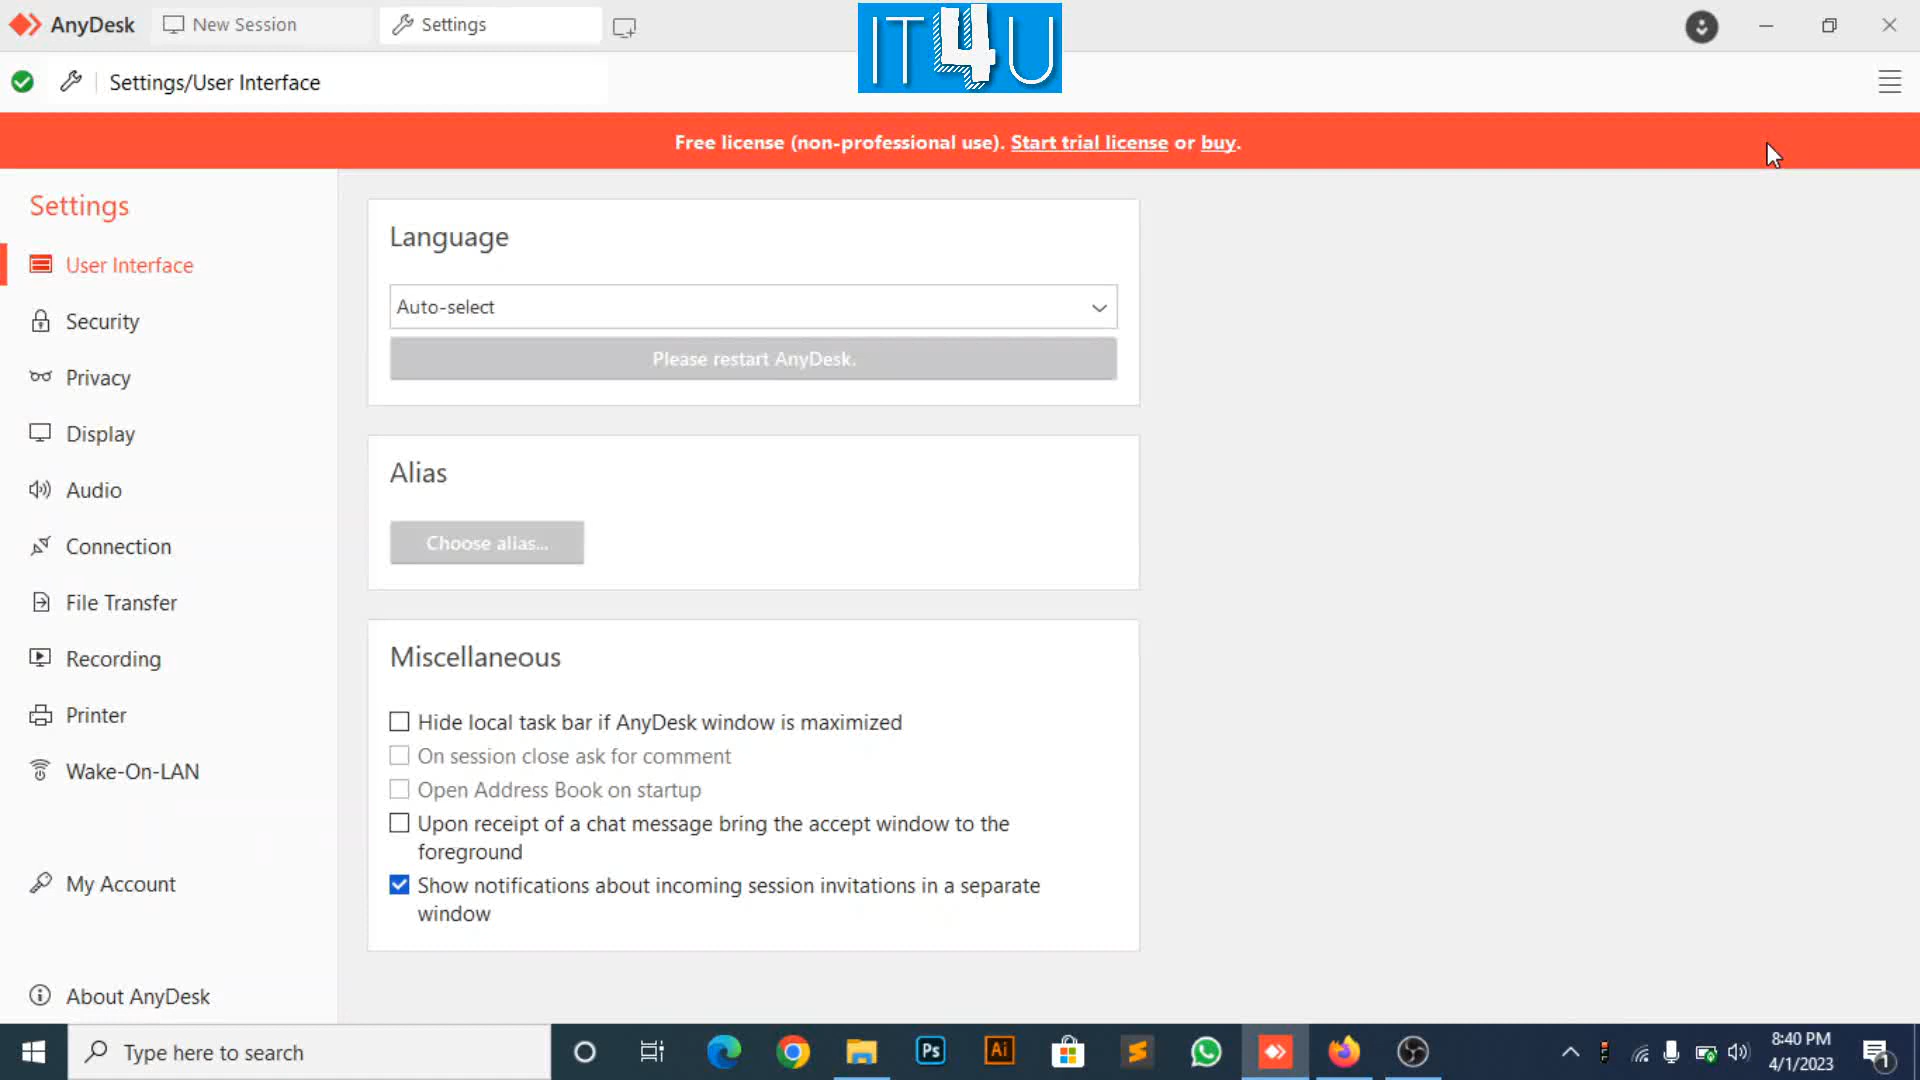 AnyDesk
New Session
Settings
IT4U
Settings/User Interface
Free license (non-professional use). Start trial license or buy.
Settings
User Interface
Security
Privacy
Display
Audio
Connection
File Transfer
Recording
Printer
Wake-On-LAN
My Account
About AnyDesk
Language
Auto-select
Please restart AnyDesk.
Alias
Choose alias...
Miscellaneous
Hide local task bar if AnyDesk window is maximized
On session close ask for comment
Open Address Book on startup
Upon receipt of a chat message bring the accept window to the
foreground
Show notifications about incoming session invitations in a separate
window
Type here to search
Ps
Ai
8:40 PM
4/1/2023
1